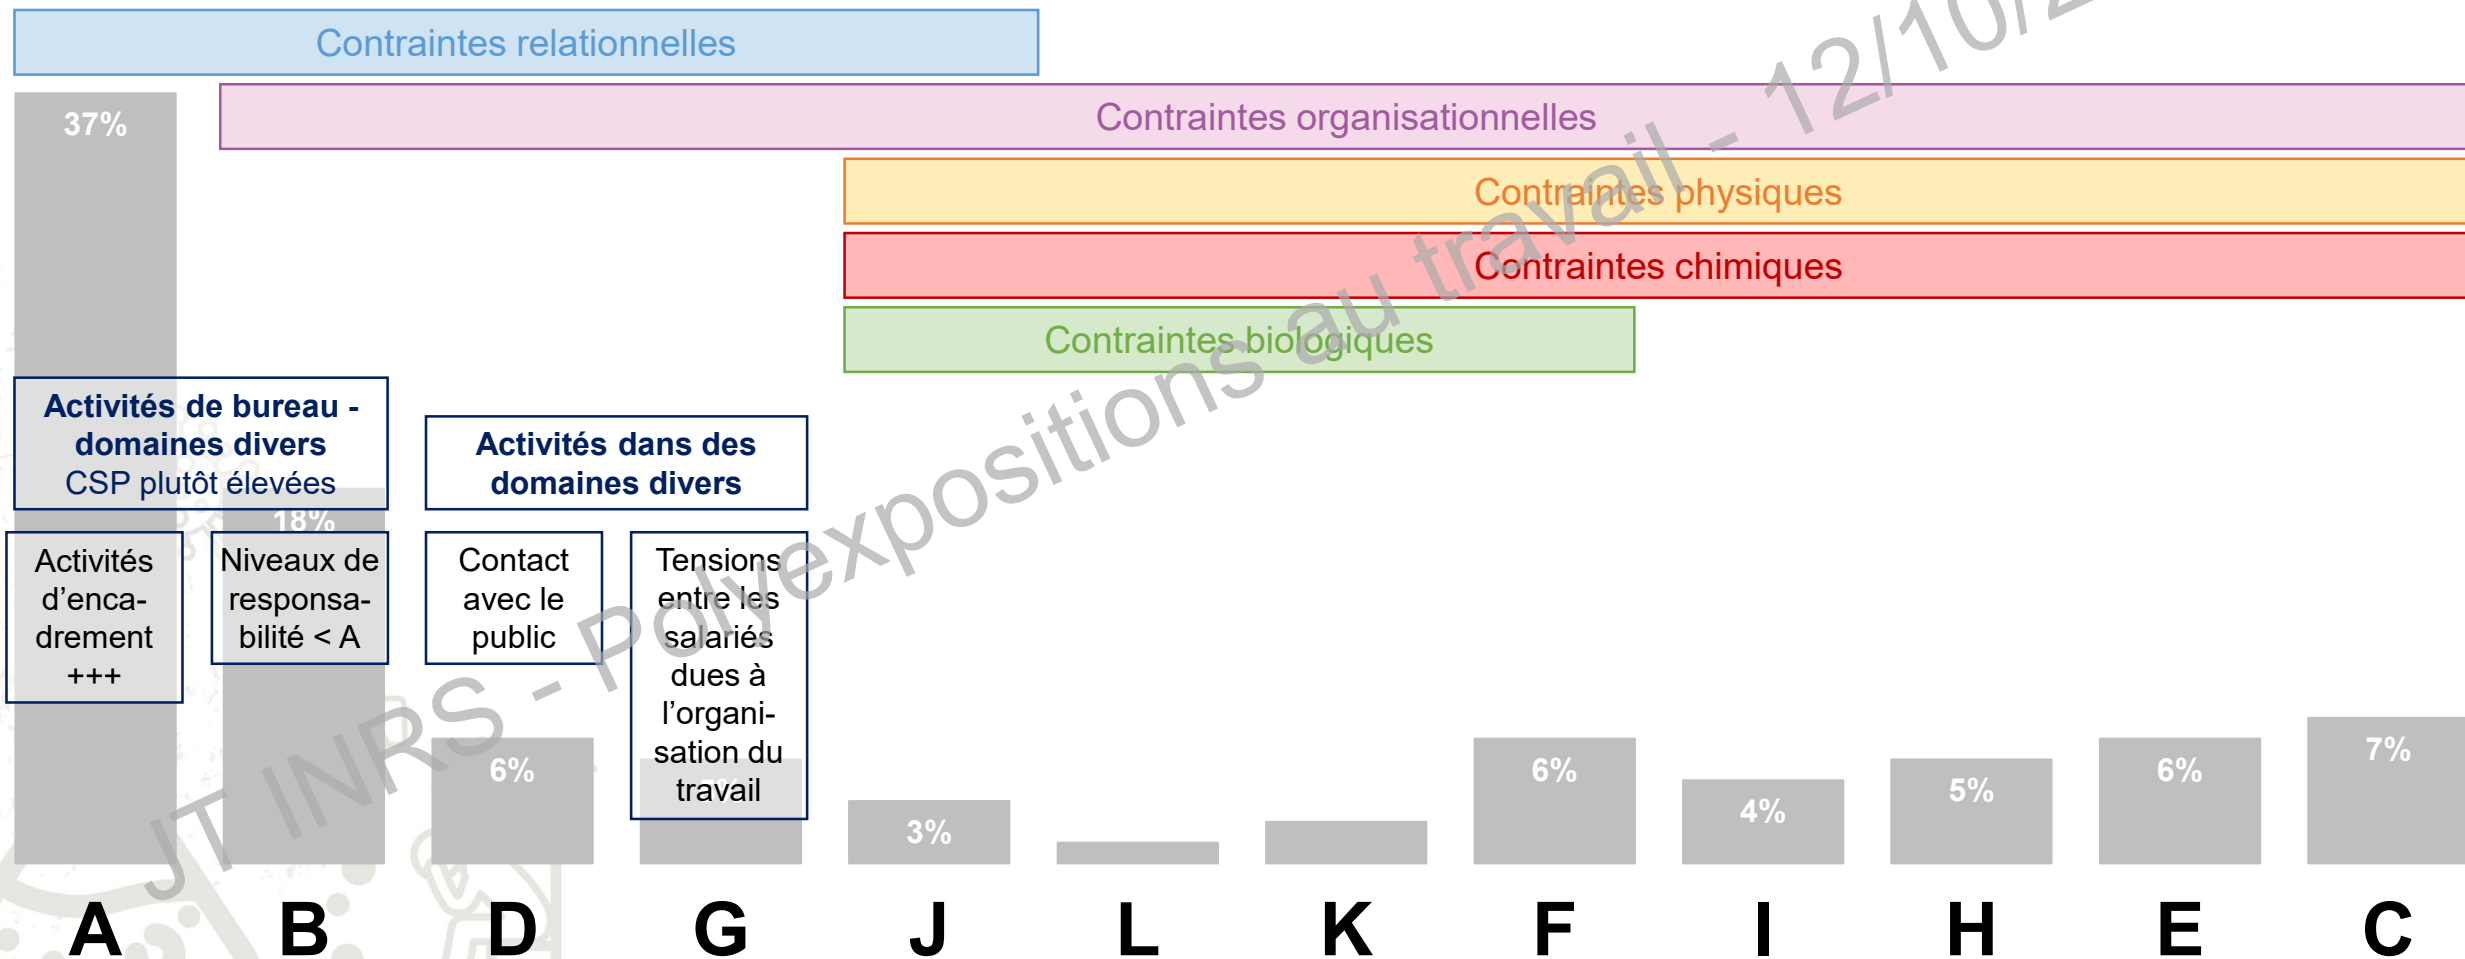 Contraintes relationnelles
Contraintes organisationnelles
Contraintes physiques
Contraintes chimiques
Contraintes biologiques
37%
Activités de bureau -
domaines divers
CSP plutôt élevées
Activités dans des
domaines divers
18%
Activités
d’enca-
drement
+++
Niveaux de
responsa-
bilité < A
Contact
avec le
public
Tensions
entre les
salariés
dues à
l’organi-
sation du
travail
6%
3%
6%
4%
5%
6%
7%
A B D G J L K F I H E C
JT INRS - Polyexpositions au travail - 12/10/2